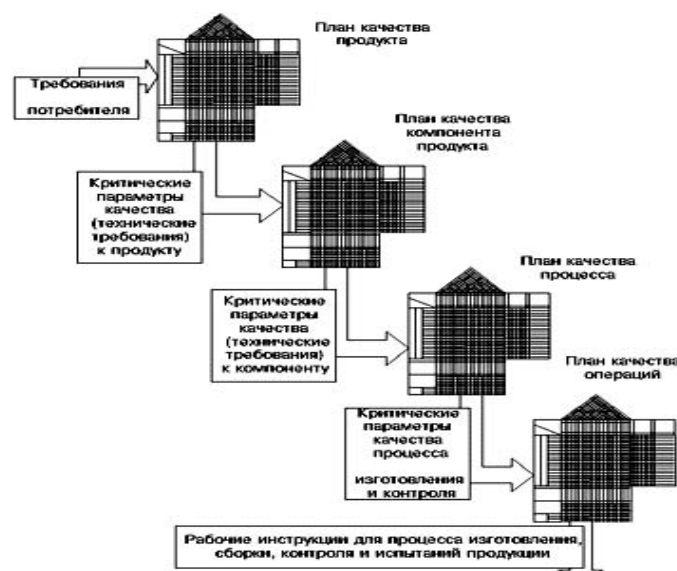 План качества
продукта
Требования
потребителя
План качества
компонента
продукта
Критические
параметры
качества
(технические
требования)
к продукту
План качества
процесса
Критические
параметры
качества
(технические
требования)
к компоненту
План качества
операций
Критические
параметры
качества
процесса
изготовления
и контроля
Рабочие инструкции для процесса изготовления,
сборки, контроля и испытаний продукции